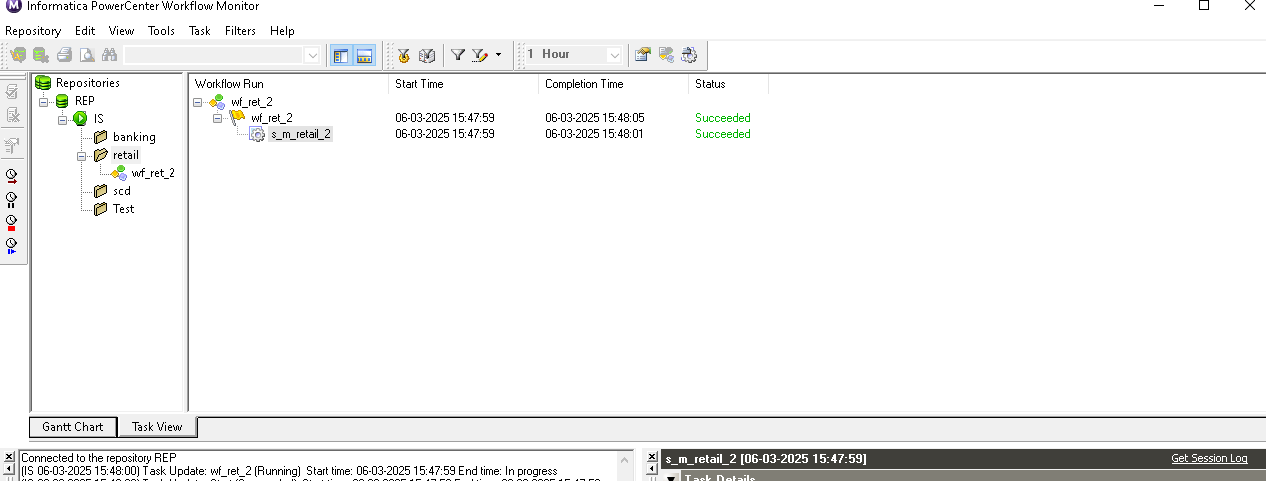 Informatica PowerCenter Workflow Monitor
Repository Edit View Tools Task Filters Help
1 Hour
Repositories
REP
IS
banking
retail
wf_ret_2
scd
Test
Workflow Run Start Time Completion Time Status
wf_ret_2
wf_ret_2 06-03-2025 15:47:59 06-03-2025 15:48:05 Succeeded
s_m_retail_2 06-03-2025 15:47:59 06-03-2025 15:48:01 Succeeded
Gantt Chart Task View
Connected to the repository REP
(IS 06-03-2025 15:48:00) Task Update: wf_ret_2 (Running) Start time: 06-03-2025 15:47:59 End time: In progress
s_m_retail_2 [06-03-2025 15:47:59]
Get Session Log
Task Details